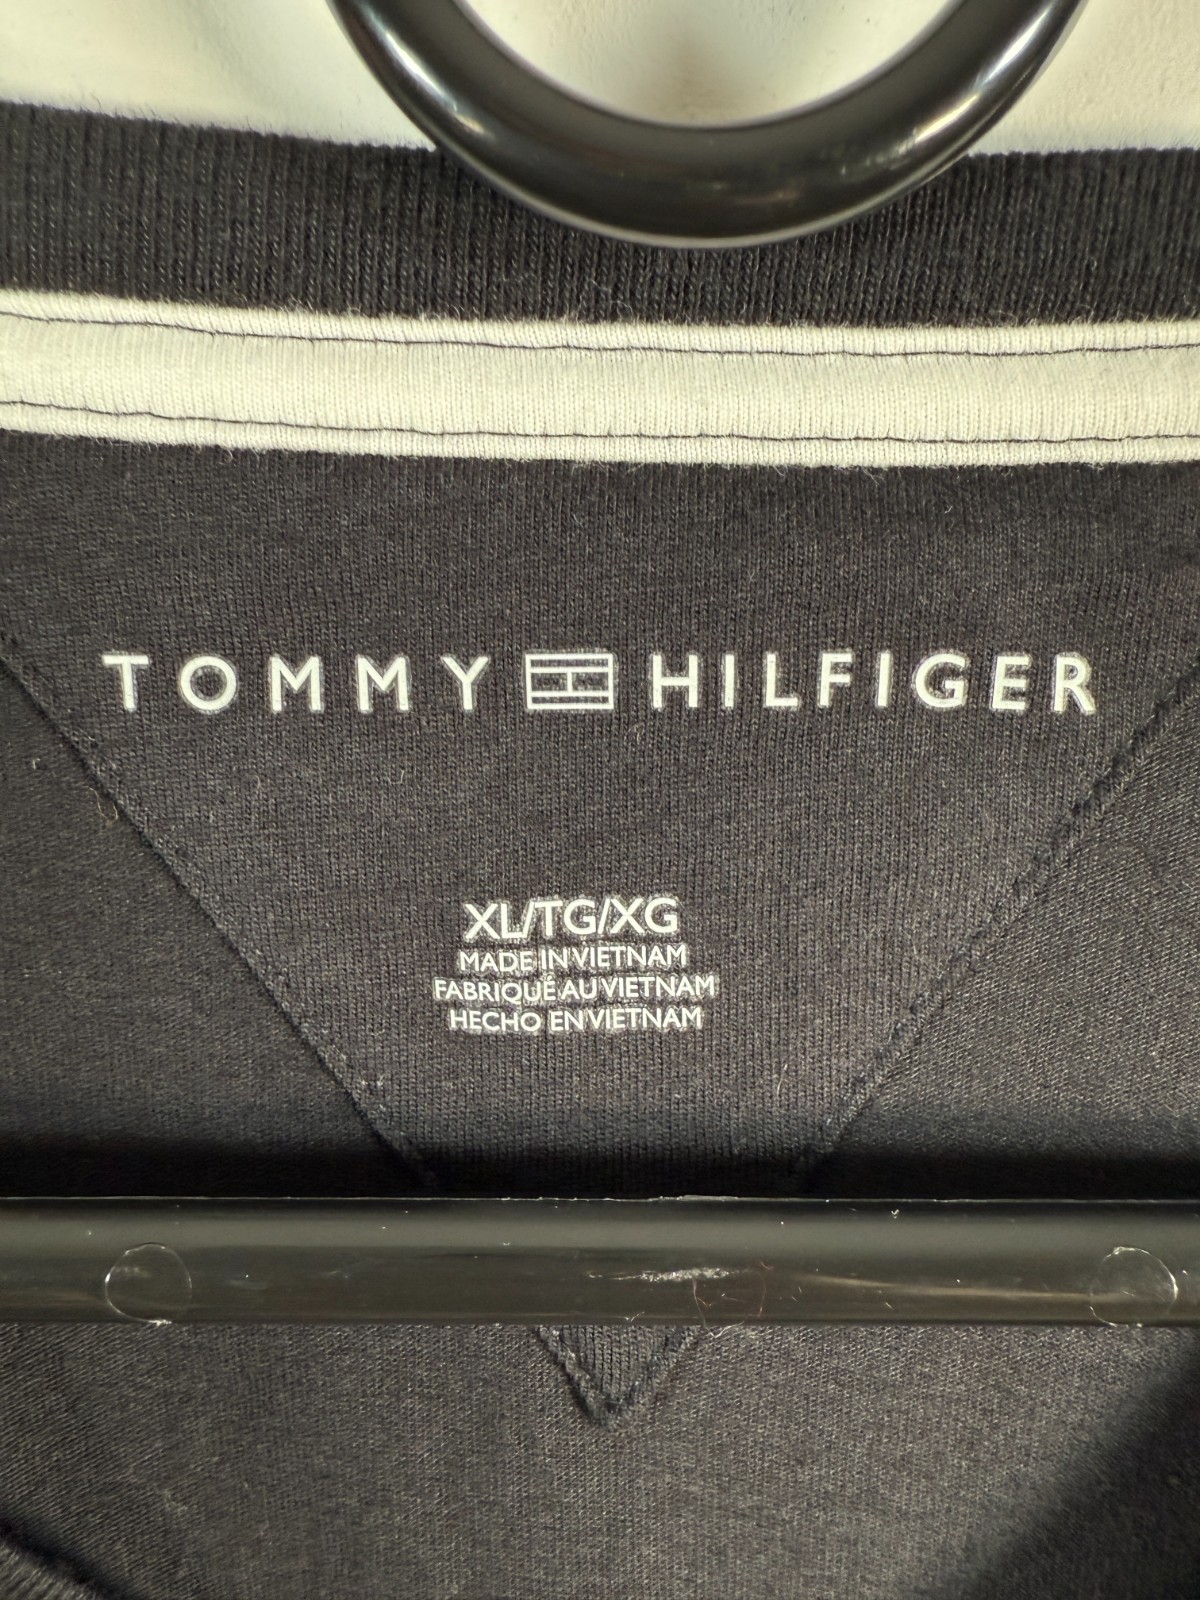 TOMMY HILFIGER
XL/TG/XG
MADE IN VIETNAM
FABRIQUÉ AU VIETNAM
HECHO EN VIETNAM